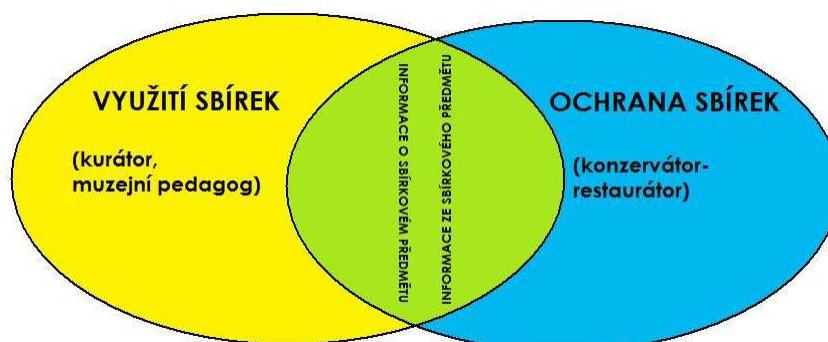 VYUŽITÍ SBÍREK
(kurátor,
muzejní pedagog)
INFORMACE O SBÍRKOVÉM PŘEDMĚTU
INFORMACE ZE SBÍRKOVÉHO PŘEDMĚTU
OCHRANA SBÍREK
(konzervátor-
restaurátor)